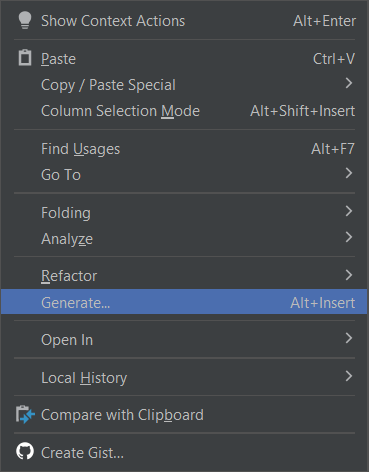 Show Context Actions Alt+Enter
Paste Ctrl+V
Copy / Paste Special
Column Selection Mode Alt+Shift+Insert
Find Usages Alt+F7
Go To
Folding
Analyze
Refactor
Generate... Alt+Insert
Open In
Local History
Compare with Clipboard
Create Gist...